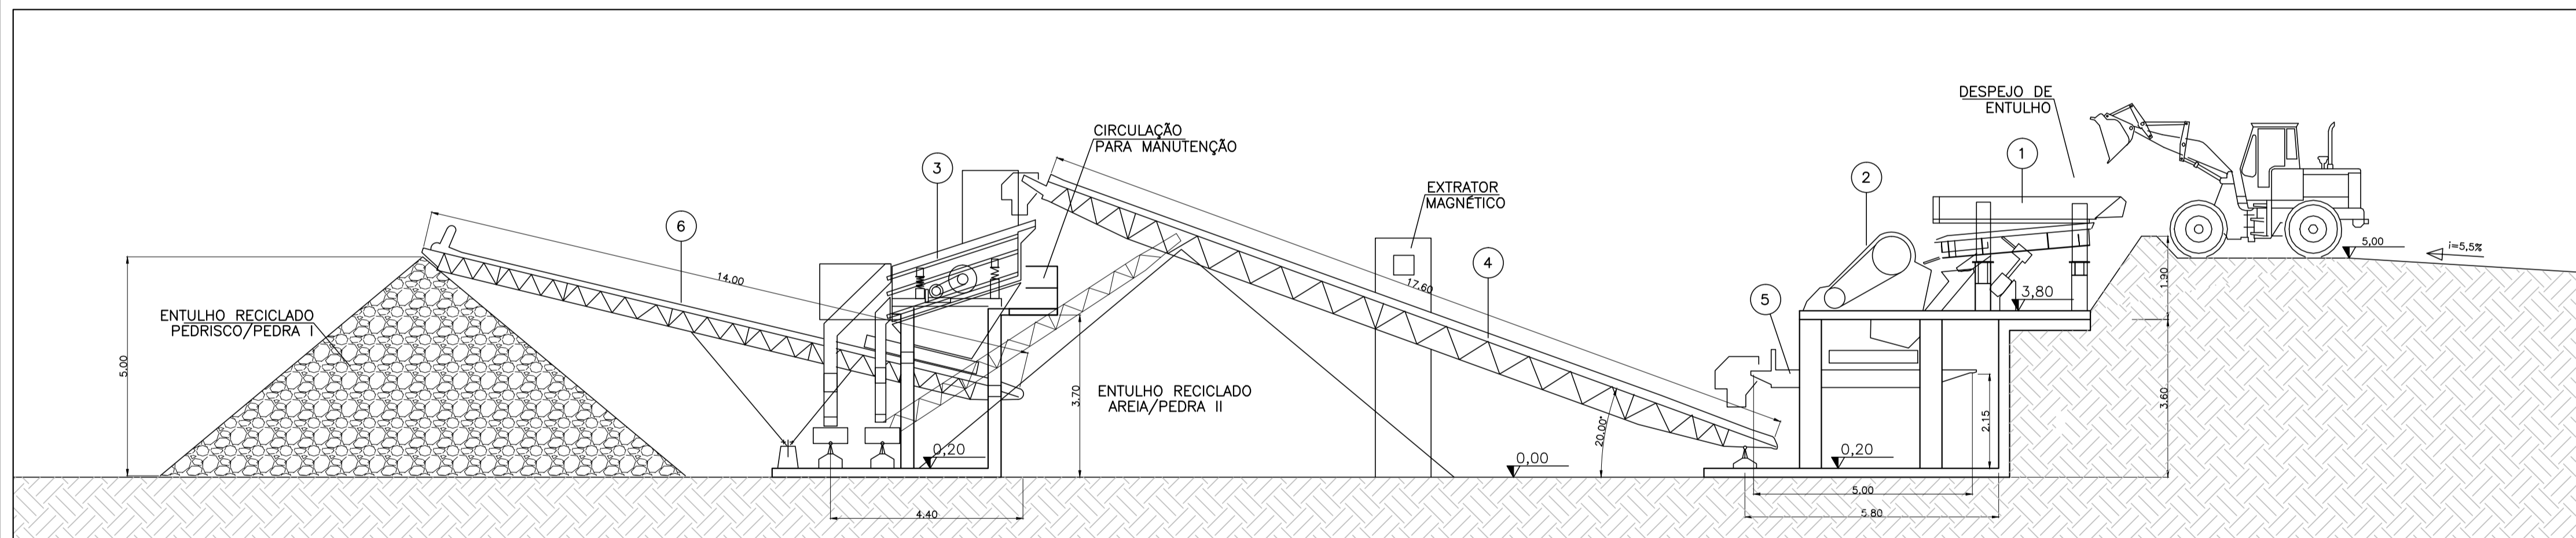 DESPEJO DE
ENTULHO
1
2
CIRCULAÇÃO
PARA MANUTENÇÃO
3
EXTRATOR
MAGNÉTICO
6
4
5
14.00
17.60
5,00
i=5,5%
3,80
1.90
ENTULHO RECICLADO
PEDRISCO/PEDRA I
5.00
3.70
ENTULHO RECICLADO
AREIA/PEDRA II
20.00°
2.15
3.60
0,20
0,00
0,20
4.40
5.00
5.80